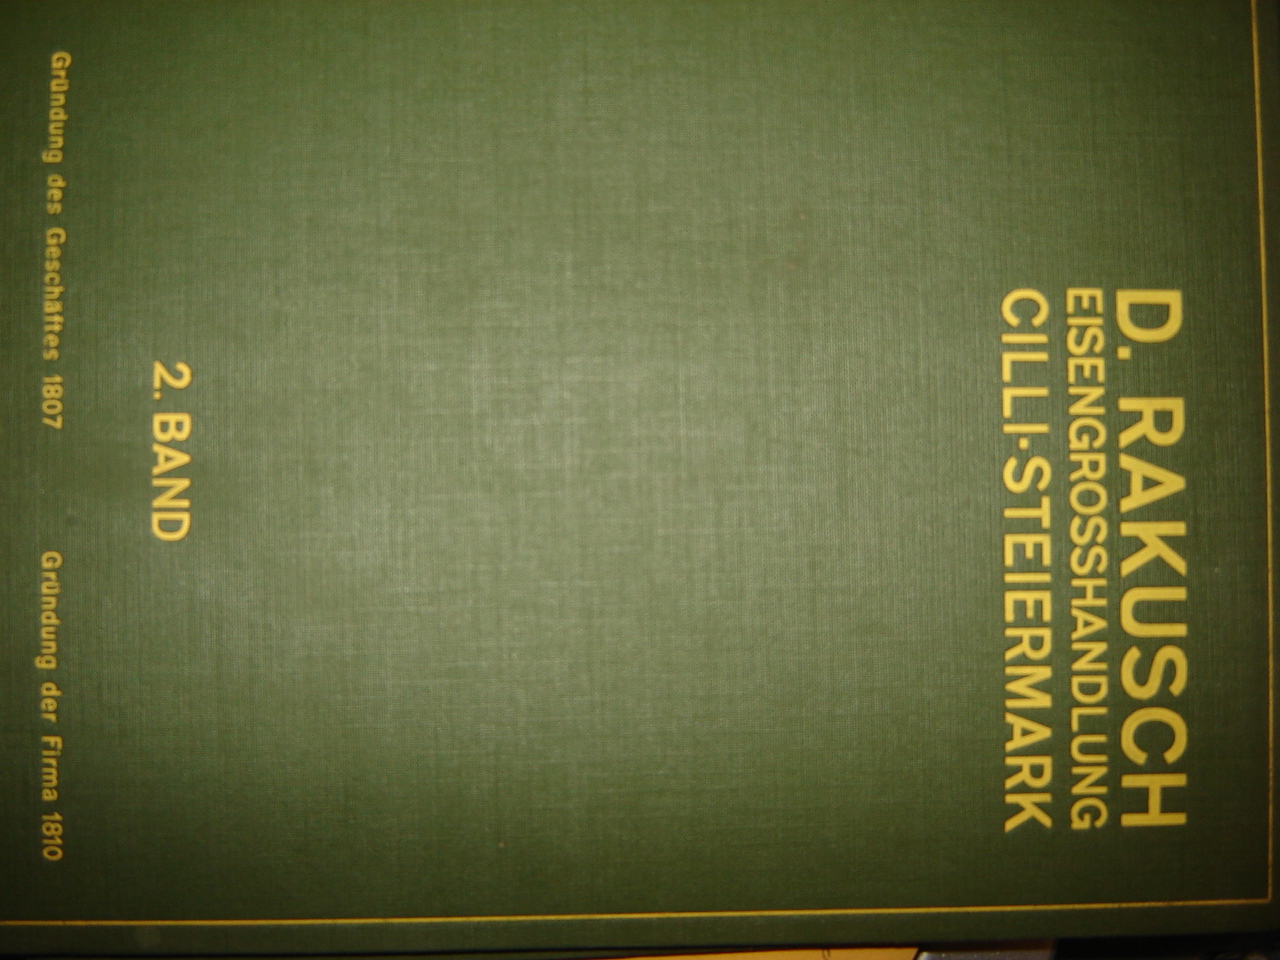 D. RAKUSCH
EISENGROSSHANDLUNG
CILLI·STEIERMARK
2. BAND
Gründung des Geschäftes 1807 Gründung der Firma 1810